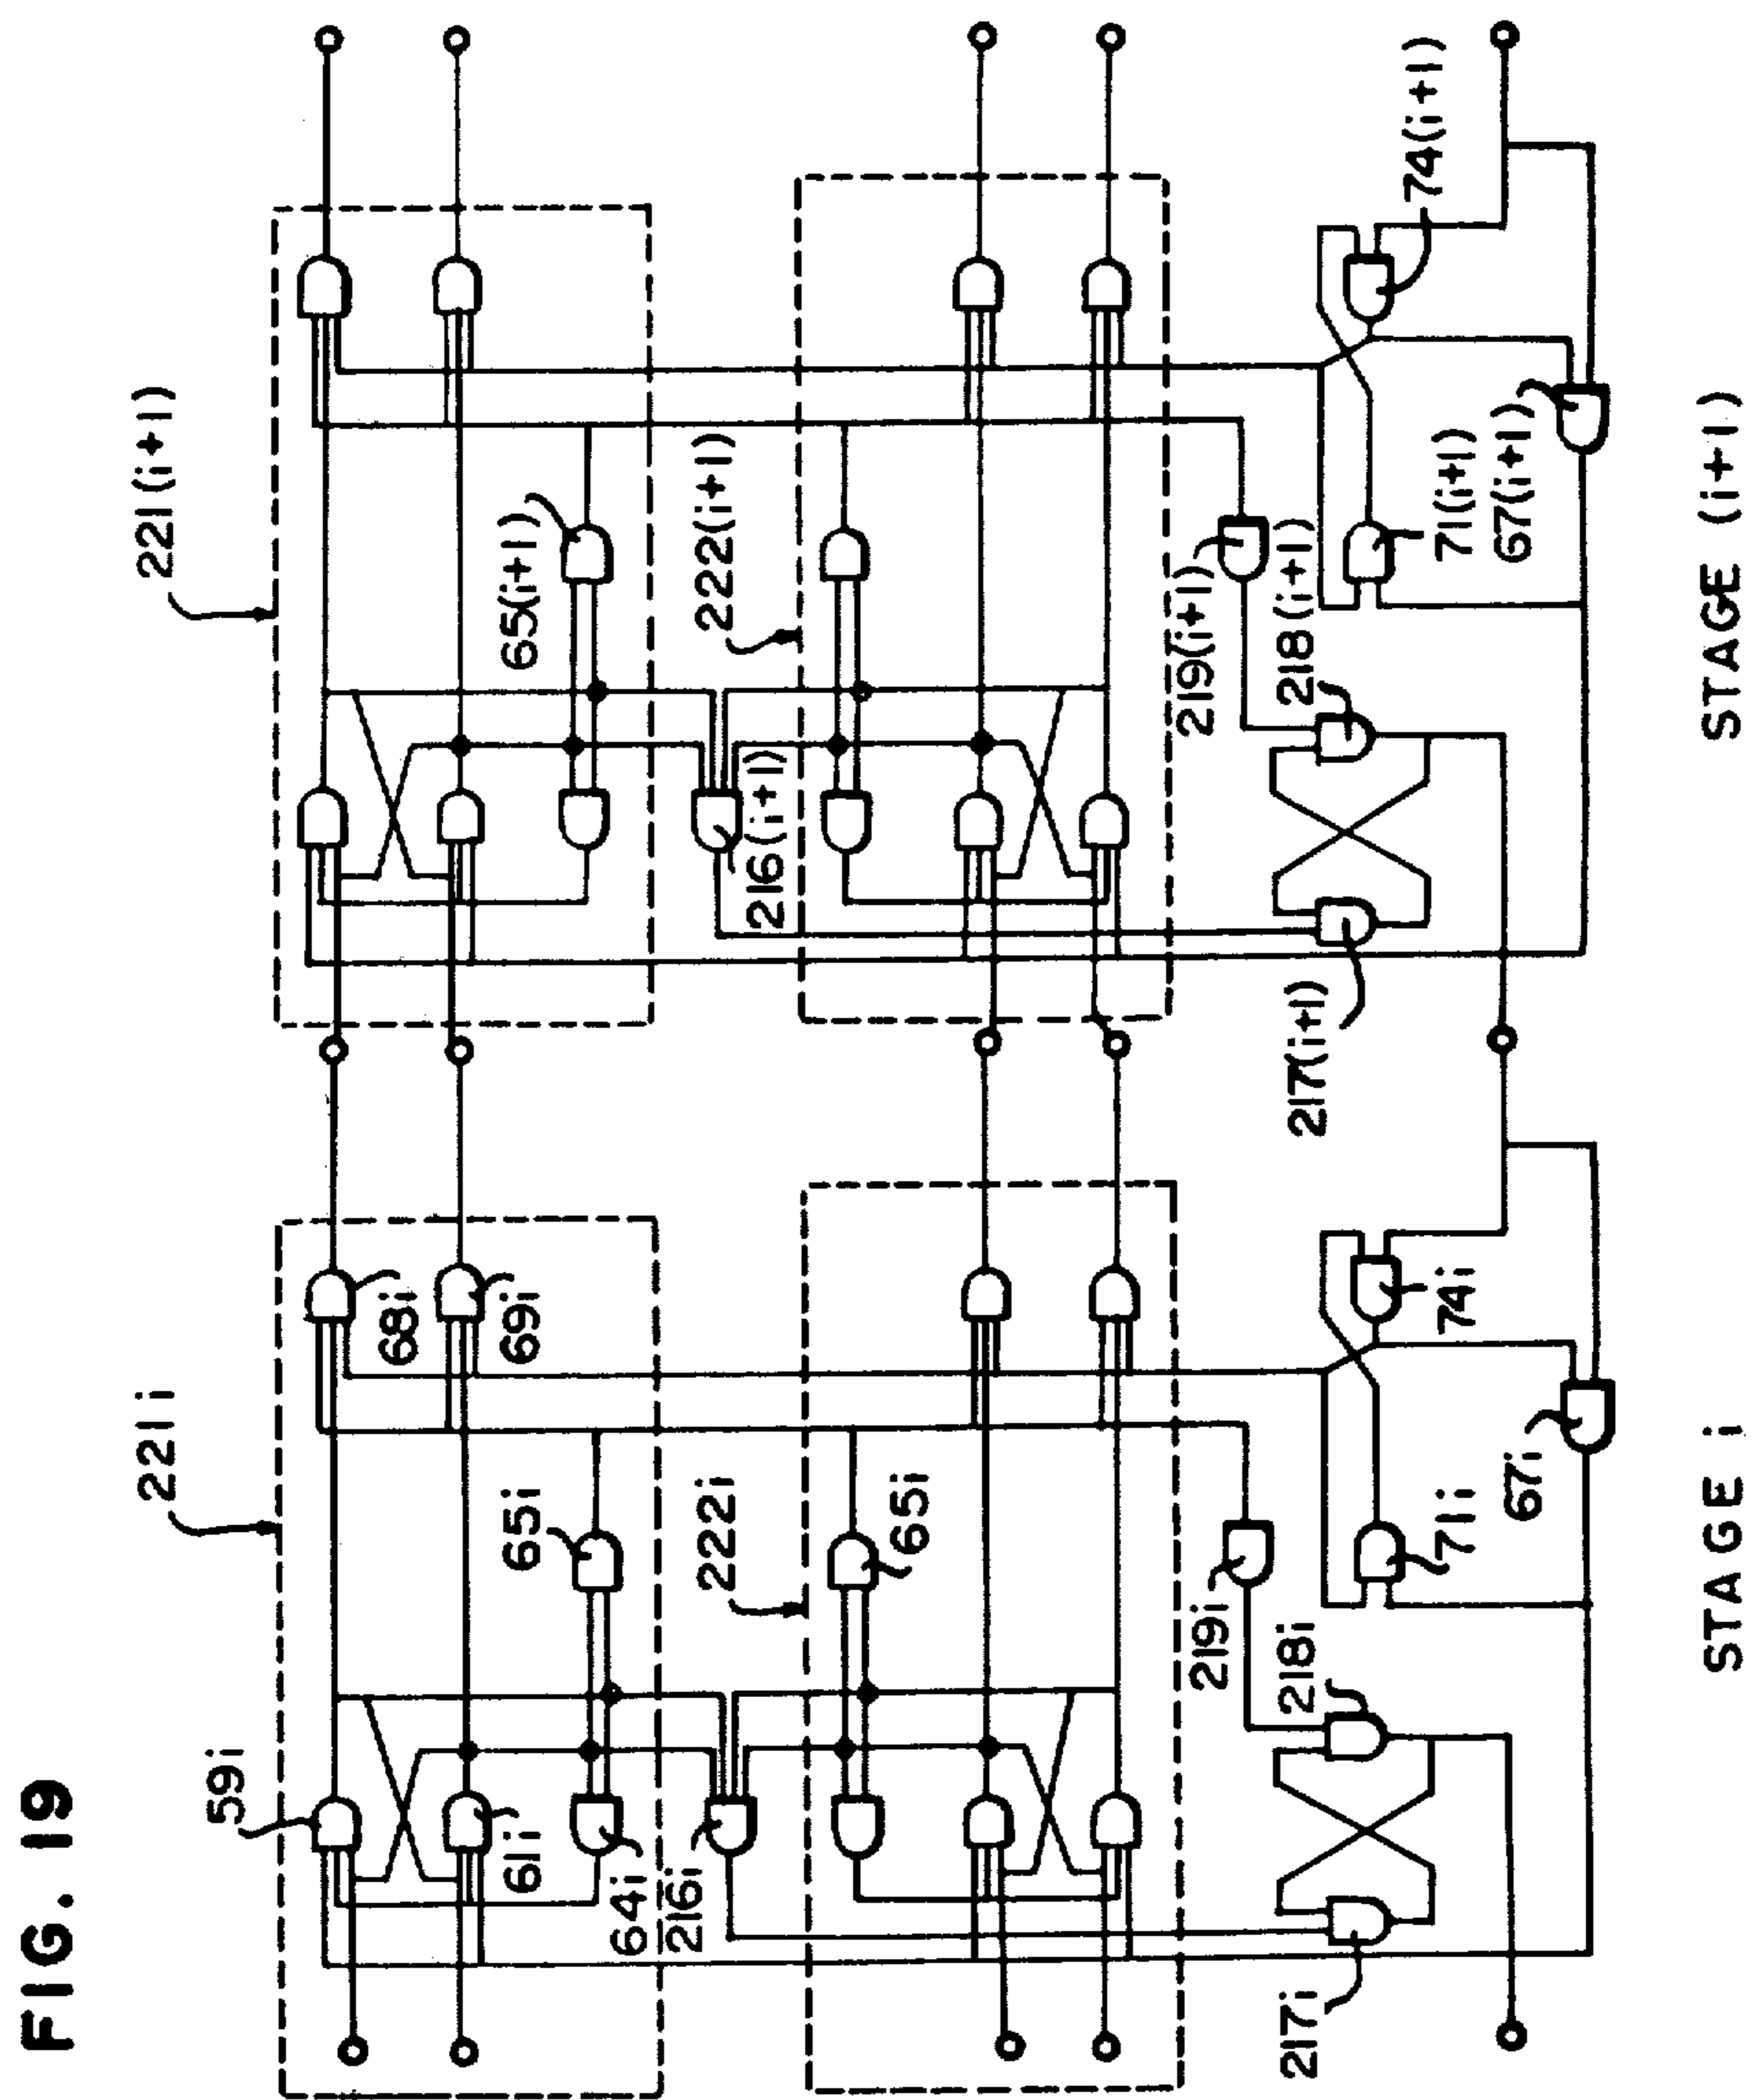 FIG. 19
221i
221(i+1)
59i
61i
64i
65i
68i
69i
65(i+1)
216i
222i
65i
216(i+1)
222(i+1)
219i
218i
217i
71i
74i
67i
219(i+1)
218(i+1)
217(i+1)
71(i+1)
67(i+1)
74(i+1)
STAGE i
STAGE (i+1)